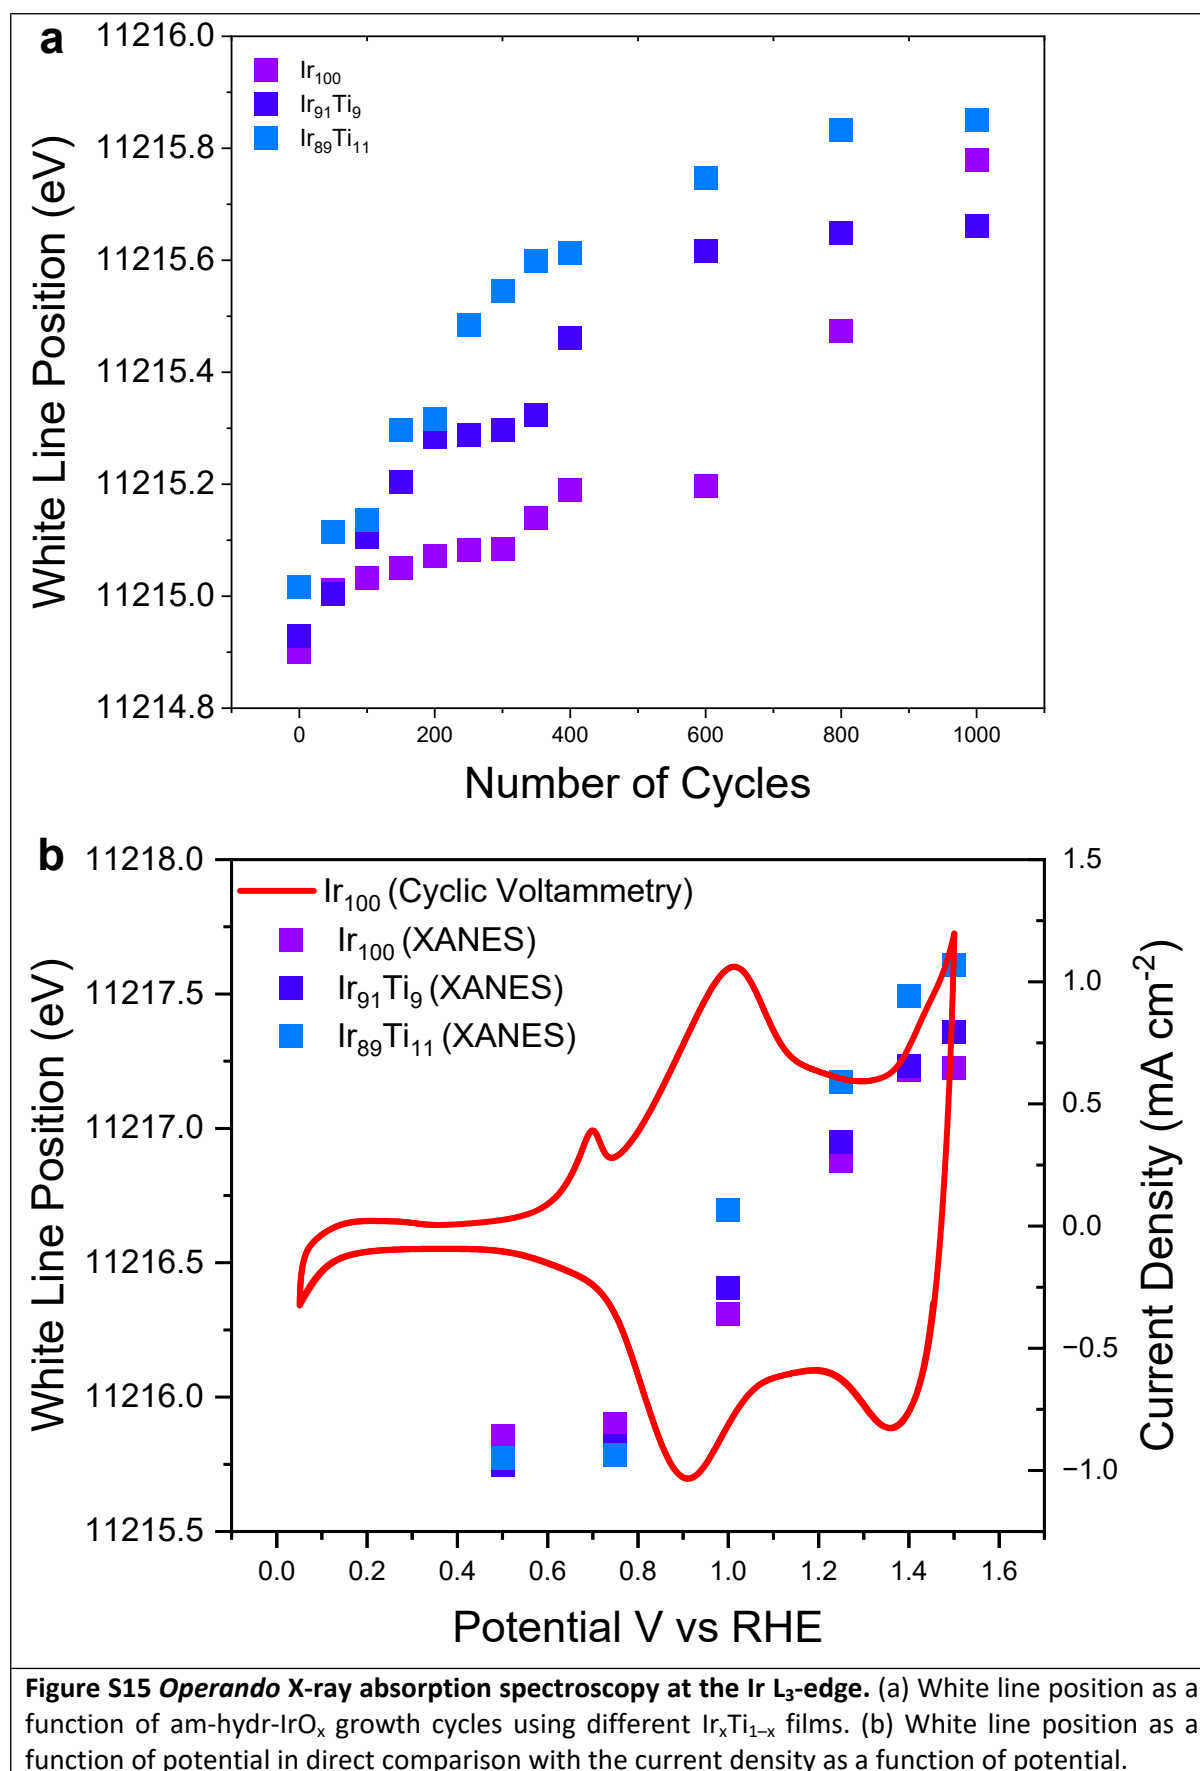 a
11216.0
11215.8
11215.6
11215.4
11215.2
11215.0
11214.8
White Line Position (eV)
Ir₁₀₀
Ir₉₁Ti₉
Ir₈₉Ti₁₁
0 200 400 600 800 1000
Number of Cycles
b
11218.0
11217.5
11217.0
11216.5
11216.0
11215.5
White Line Position (eV)
Ir₁₀₀ (Cyclic Voltammetry)
Ir₁₀₀ (XANES)
Ir₉₁Ti₉ (XANES)
Ir₈₉Ti₁₁ (XANES)
1.5
1.0
0.5
0.0
−0.5
−1.0
Current Density (mA cm⁻²)
0.0 0.2 0.4 0.6 0.8 1.0 1.2 1.4 1.6
Potential V vs RHE
Figure S15 Operando X-ray absorption spectroscopy at the Ir L₃-edge. (a) White line position as a
function of am-hydr-IrOₓ growth cycles using different IrₓTi₁₋ₓ films. (b) White line position as a
function of potential in direct comparison with the current density as a function of potential.